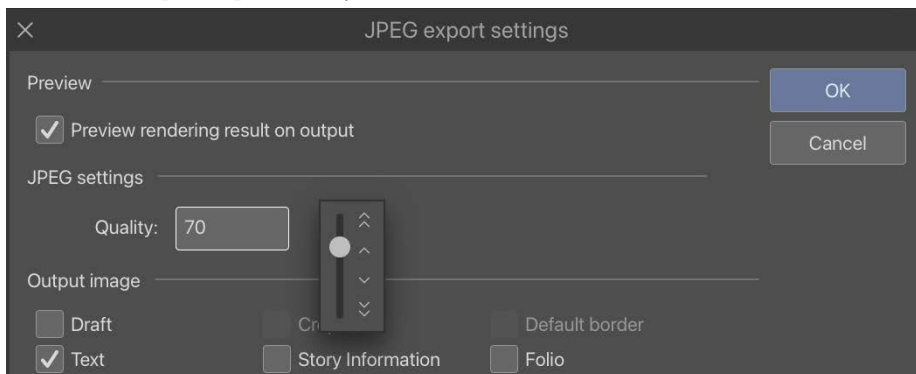 JPEG export settings
Preview
OK
Preview rendering result on output
Cancel
JPEG settings
Quality: 70
Output image
Draft Default border
Text Story Information Folio